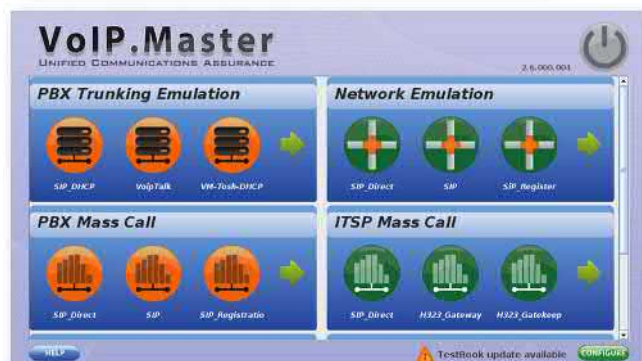 VoIP.Master
UNIFIED COMMUNICATIONS ASSURANCE
2.6.000.001
PBX Trunking Emulation
SIP_DHCP
VoipTalk
VM-Tosh-DHCP
Network Emulation
SIP_Direct
SIP
SIP_Register
PBX Mass Call
SIP_Direct
SIP
SIP_Registratio
ITSP Mass Call
SIP_Direct
H323_Gateway
H323_Gatekeep
HELP
TestBook update available
CONFIGURE